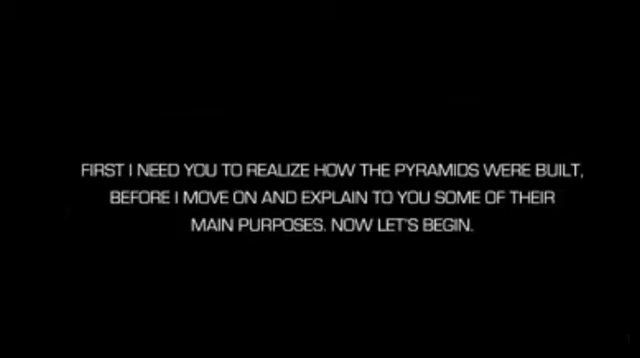 FIRST I NEED YOU TO REALIZE HOW THE PYRAMIDS WERE BUILT,
BEFORE I MOVE ON AND EXPLAIN TO YOU SOME OF THEIR
MAIN PURPOSES. NOW LET'S BEGIN.